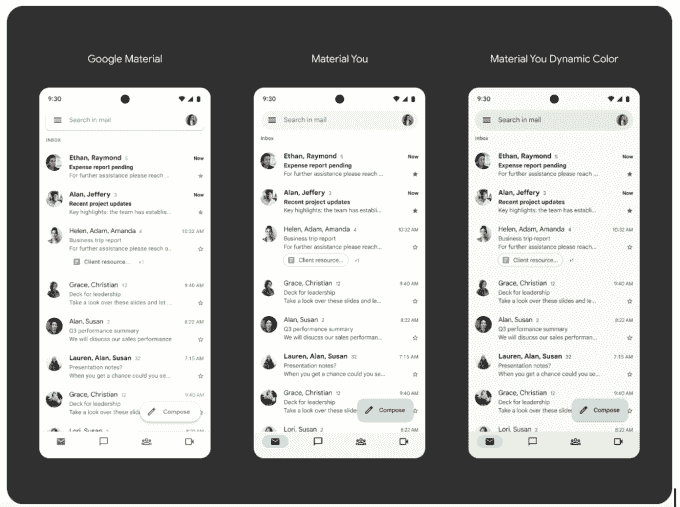 Google Material
9:30
Search in mail
INBOX
Ethan, Raymond 5 Now
Expense report pending
For further assistance please reach ...
Alan, Jeffery 3 Now
Recent project updates
Key highlights: the team has establis...
Helen, Adam, Amanda 4 10:32 AM
Business trip report
For further assistance please reach
Client resource... +1
Grace, Christian 12 9:40 AM
Deck for leadership
Take a look over these slides and let ...
Alan, Susan 2 8:22 AM
Q3 performance summary
We will disucss our sales performance
Lauren, Alan, Susan 32 7:15 AM
Presentation notes?
When you get a chance could you se...
Grace, Christian 12 9:40 AM
Deck for leadership
Take a look over these slid
Compose
Lori, Susan 2 8:22 AM
Material You
9:30
Search in mail
Inbox
Ethan, Raymond 5 Now
Expense report pending
For further assistance please reach ...
Alan, Jeffery 3 Now
Recent project updates
Key highlights: the team has establi...
Helen, Adam, Amanda 4 10:32 AM
Business trip report
For further assistance please reach ...
Client resource... +1
Grace, Christian 12 9:40 AM
Deck for leadership
Take a look over these slides and le...
Alan, Susan 2 8:22 AM
Q3 performance summary
We will disucss our sales performance
Lauren, Alan, Susan 32 7:15 AM
Presentation notes?
When you get a chance could you se...
Grace, Christian 12 9:40 AM
Deck for leadership
Take a look over these slide
Compose
Lori, Susan 2 8:22 AM
Material You Dynamic Color
9:30
Search in mail
Inbox
Ethan, Raymond 5 Now
Expense report pending
For further assistance please reach ...
Alan, Jeffery 3 Now
Recent project updates
Key highlights: the team has establi...
Helen, Adam, Amanda 4 10:32 AM
Business trip report
For further assistance please reach ...
Client resource... +1
Grace, Christian 12 9:40 AM
Deck for leadership
Take a look over these slides and le...
Alan, Susan 2 8:22 AM
Q3 performance summary
We will disucss our sales performance
Lauren, Alan, Susan 32 7:15 AM
Presentation notes?
When you get a chance could you se...
Grace, Christian 12 9:40 AM
Deck for leadership
Take a look over these slide
Compose
Lori, Susan 2 8:22 AM